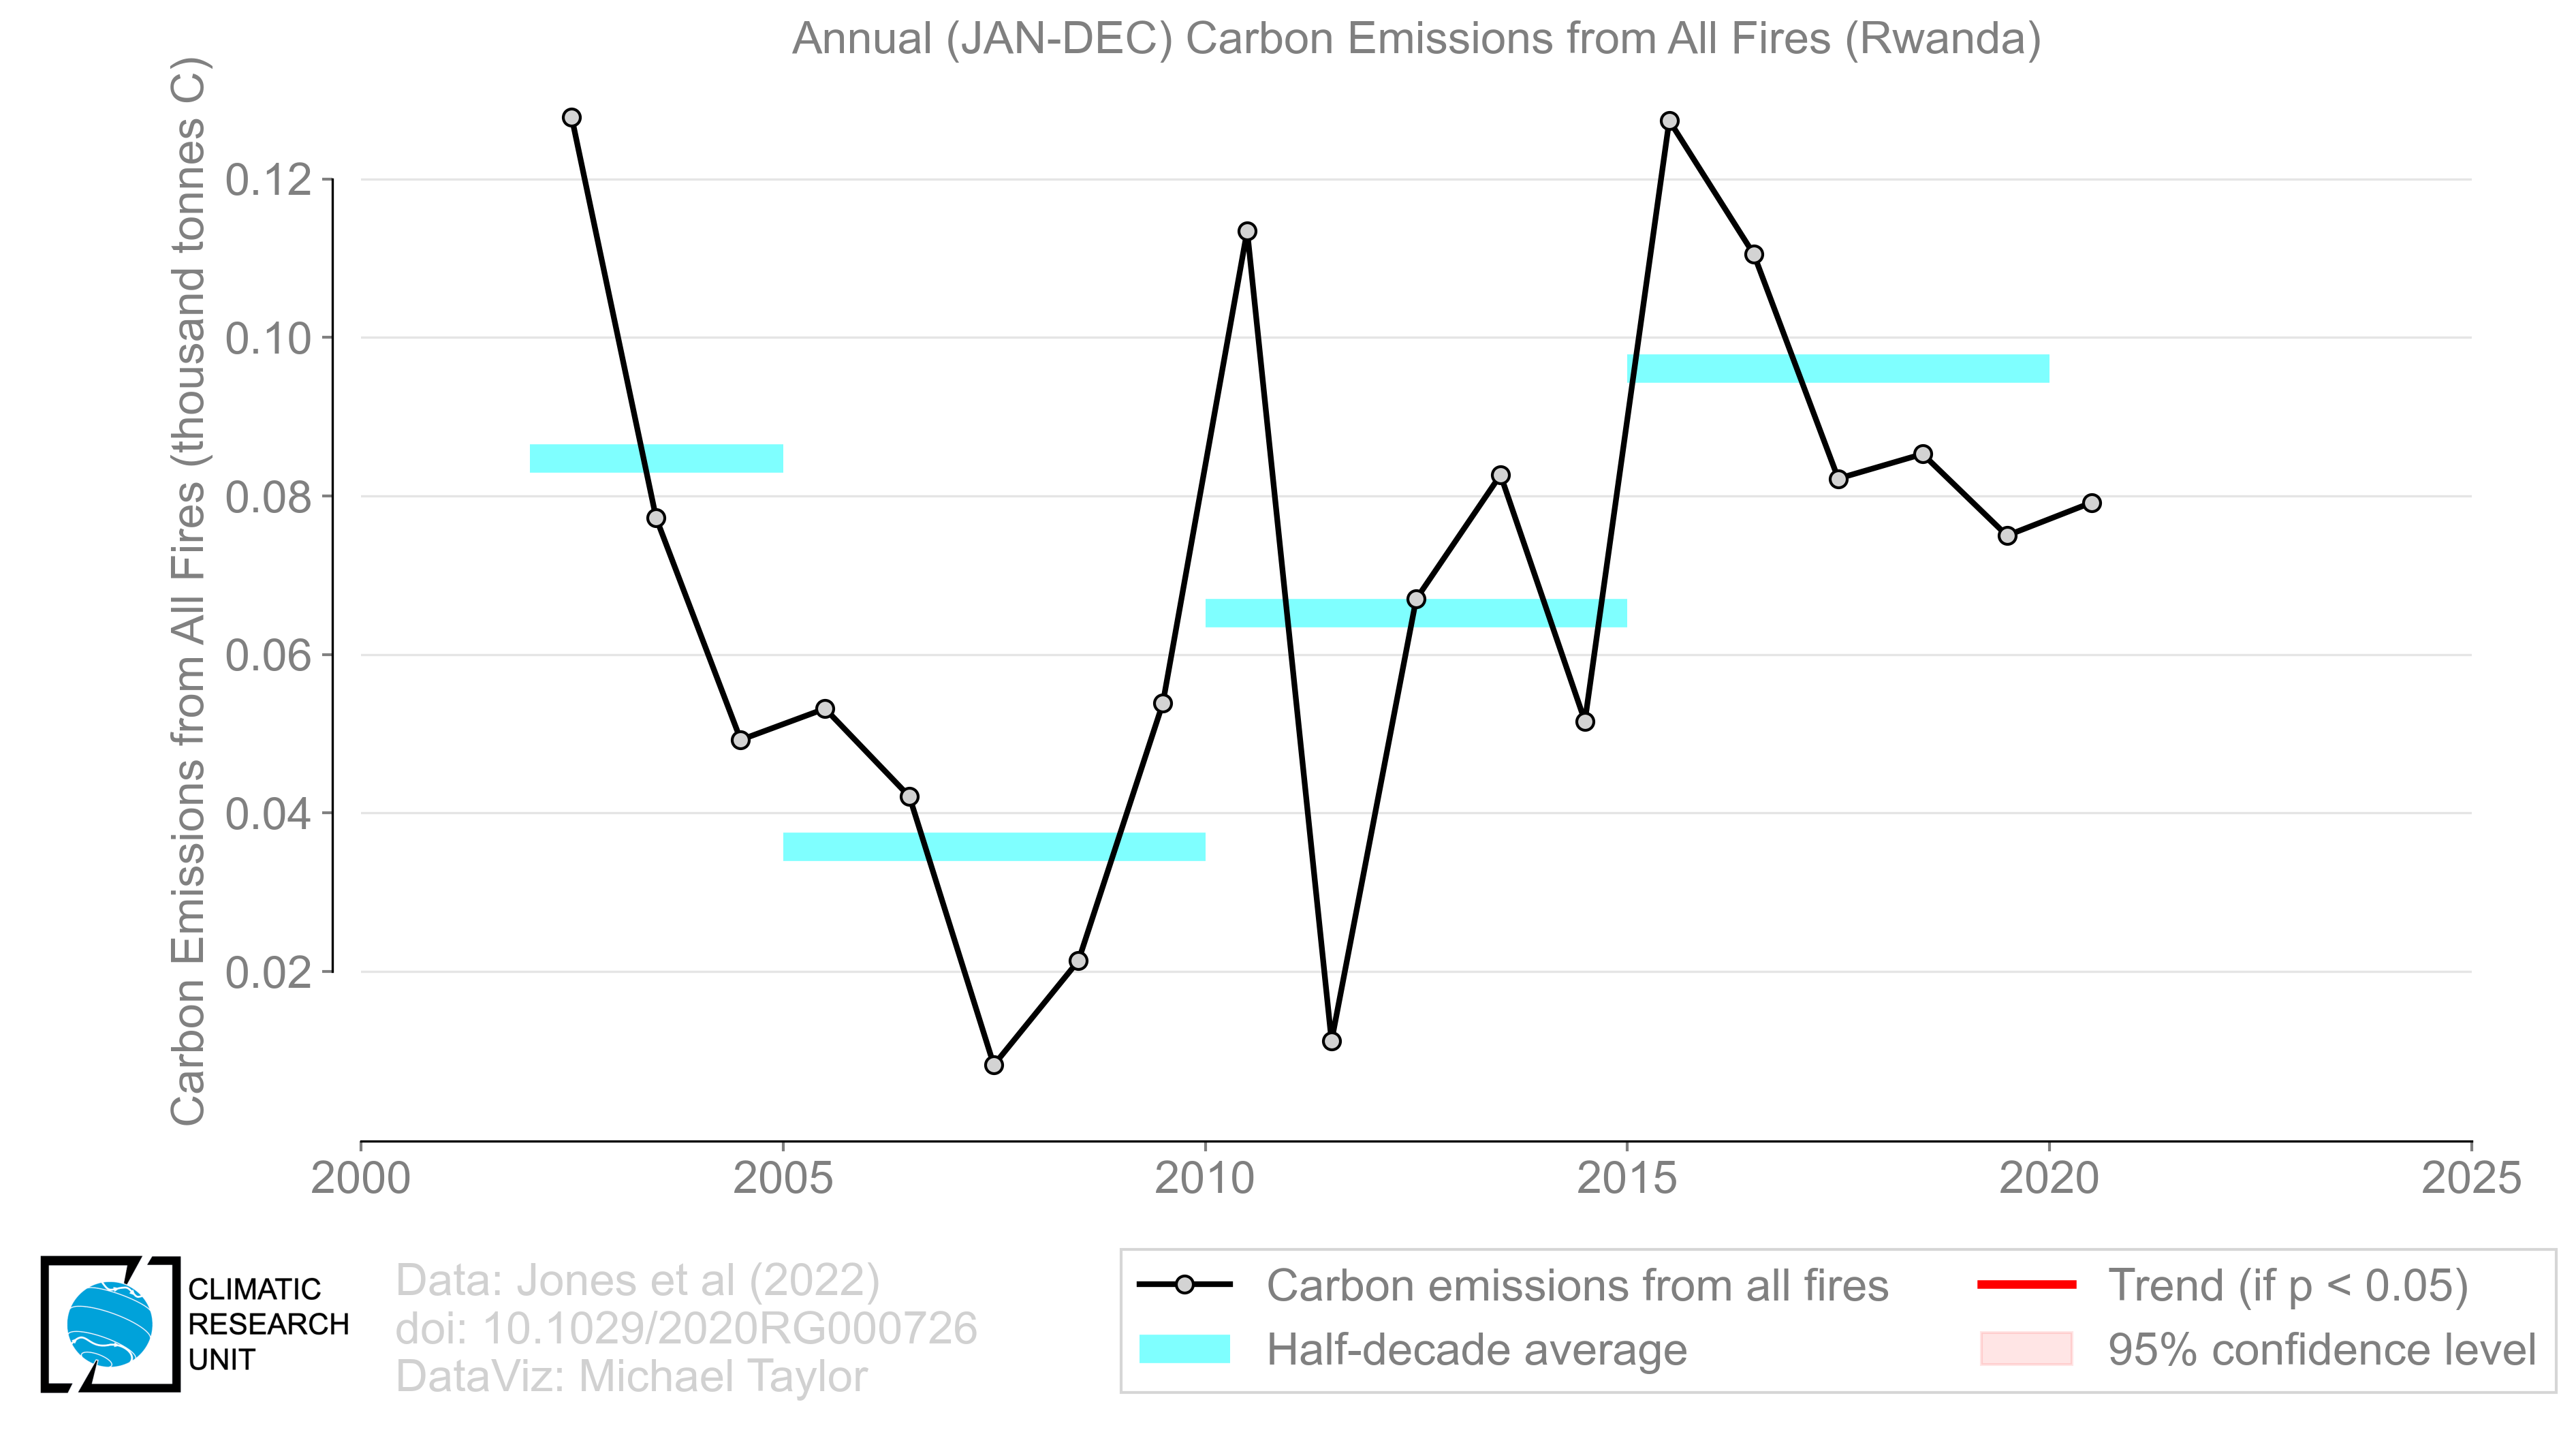 Annual (JAN-DEC) Carbon Emissions from All Fires (Rwanda)
Carbon Emissions from All Fires (thousand tonnes C)
0.12
0.10
0.08
0.06
0.04
0.02
2000
2005
2010
2015
2020
2025
CLIMATIC
RESEARCH
UNIT
Data: Jones et al (2022)
doi: 10.1029/2020RG000726
DataViz: Michael Taylor
Carbon emissions from all fires
Half-decade average
Trend (if p < 0.05)
95% confidence level